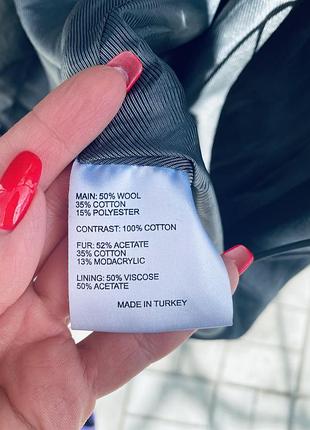 MAIN: 50% WOOL
35% COTTON
15% POLYESTER
CONTRAST: 100% COTTON
FUR: 52% ACETATE
35% COTTON
13% MODACRYLIC
LINING: 50% VISCOSE
50% ACETATE
MADE IN TURKEY